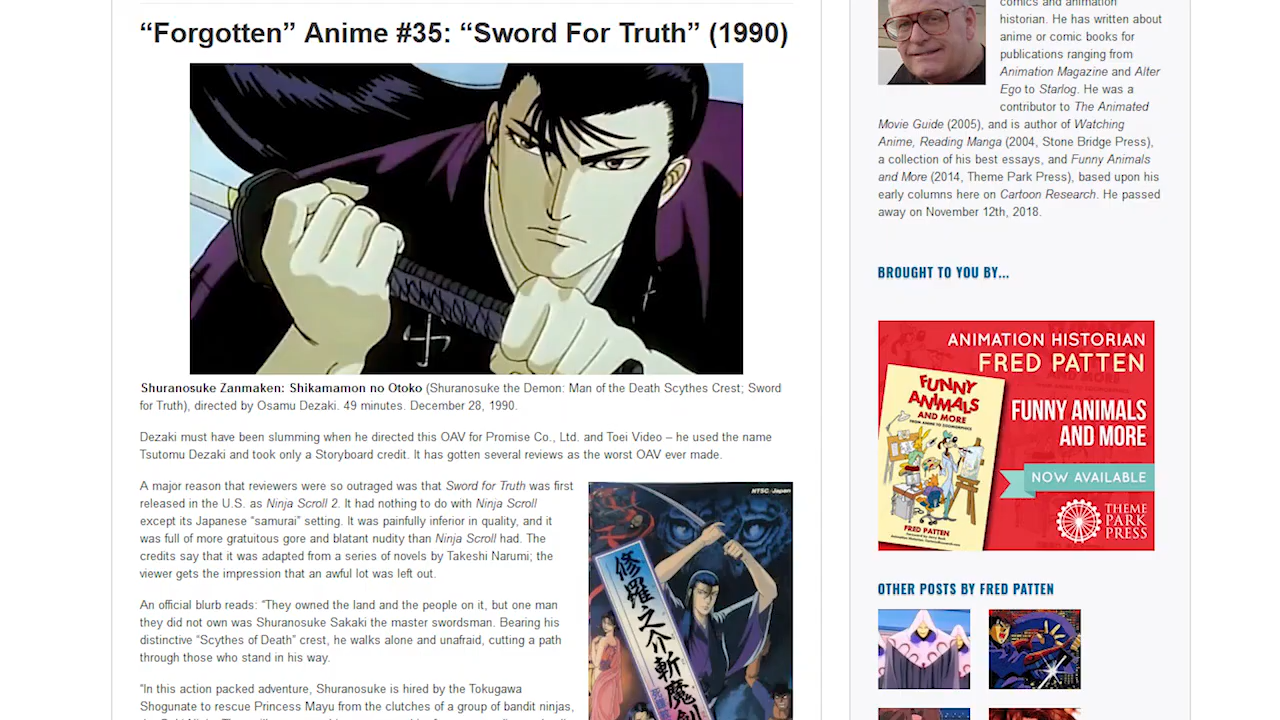 “Forgotten” Anime #35: “Sword For Truth” (1990)
Shuranosuke Zanmaken: Shikamamon no Otoko (Shuranosuke the Demon: Man of the Death Scythes Crest; Sword
for Truth), directed by Osamu Dezaki. 49 minutes. December 28, 1990.
Dezaki must have been slumming when he directed this OAV for Promise Co., Ltd. and Toei Video – he used the name
Tsutomu Dezaki and took only a Storyboard credit. It has gotten several reviews as the worst OAV ever made.
A major reason that reviewers were so outraged was that Sword for Truth was first
released in the U.S. as Ninja Scroll 2. It had nothing to do with Ninja Scroll
except its Japanese “samurai” setting. It was painfully inferior in quality, and it
was full of more gratuitous gore and blatant nudity than Ninja Scroll had. The
credits say that it was adapted from a series of novels by Takeshi Narumi; the
viewer gets the impression that an awful lot was left out.
An official blurb reads: “They owned the land and the people on it, but one man
they did not own was Shuranosuke Sakaki the master swordsman. Bearing his
distinctive “Scythes of Death” crest, he walks alone and unafraid, cutting a path
through those who stand in his way.
“In this action packed adventure, Shuranosuke is hired by the Tokugawa
Shogunate to rescue Princess Mayu from the clutches of a group of bandit ninjas,
NTSC/Japan
修羅之介斬魔剣
comics and animation
historian. He has written about
anime or comic books for
publications ranging from
Animation Magazine and Alter
Ego to Starlog. He was a
contributor to The Animated
Movie Guide (2005), and is author of Watching
Anime, Reading Manga (2004, Stone Bridge Press),
a collection of his best essays, and Funny Animals
and More (2014, Theme Park Press), based upon his
early columns here on Cartoon Research. He passed
away on November 12th, 2018.
BROUGHT TO YOU BY...
ANIMATION HISTORIAN
FRED PATTEN
FUNNY ANIMALS
AND MORE
NOW AVAILABLE
THEME
PARK
PRESS
FUNNY
ANIMALS
AND MORE
FROM ANIME TO ZOOMORPHICS
FRED PATTEN
OTHER POSTS BY FRED PATTEN